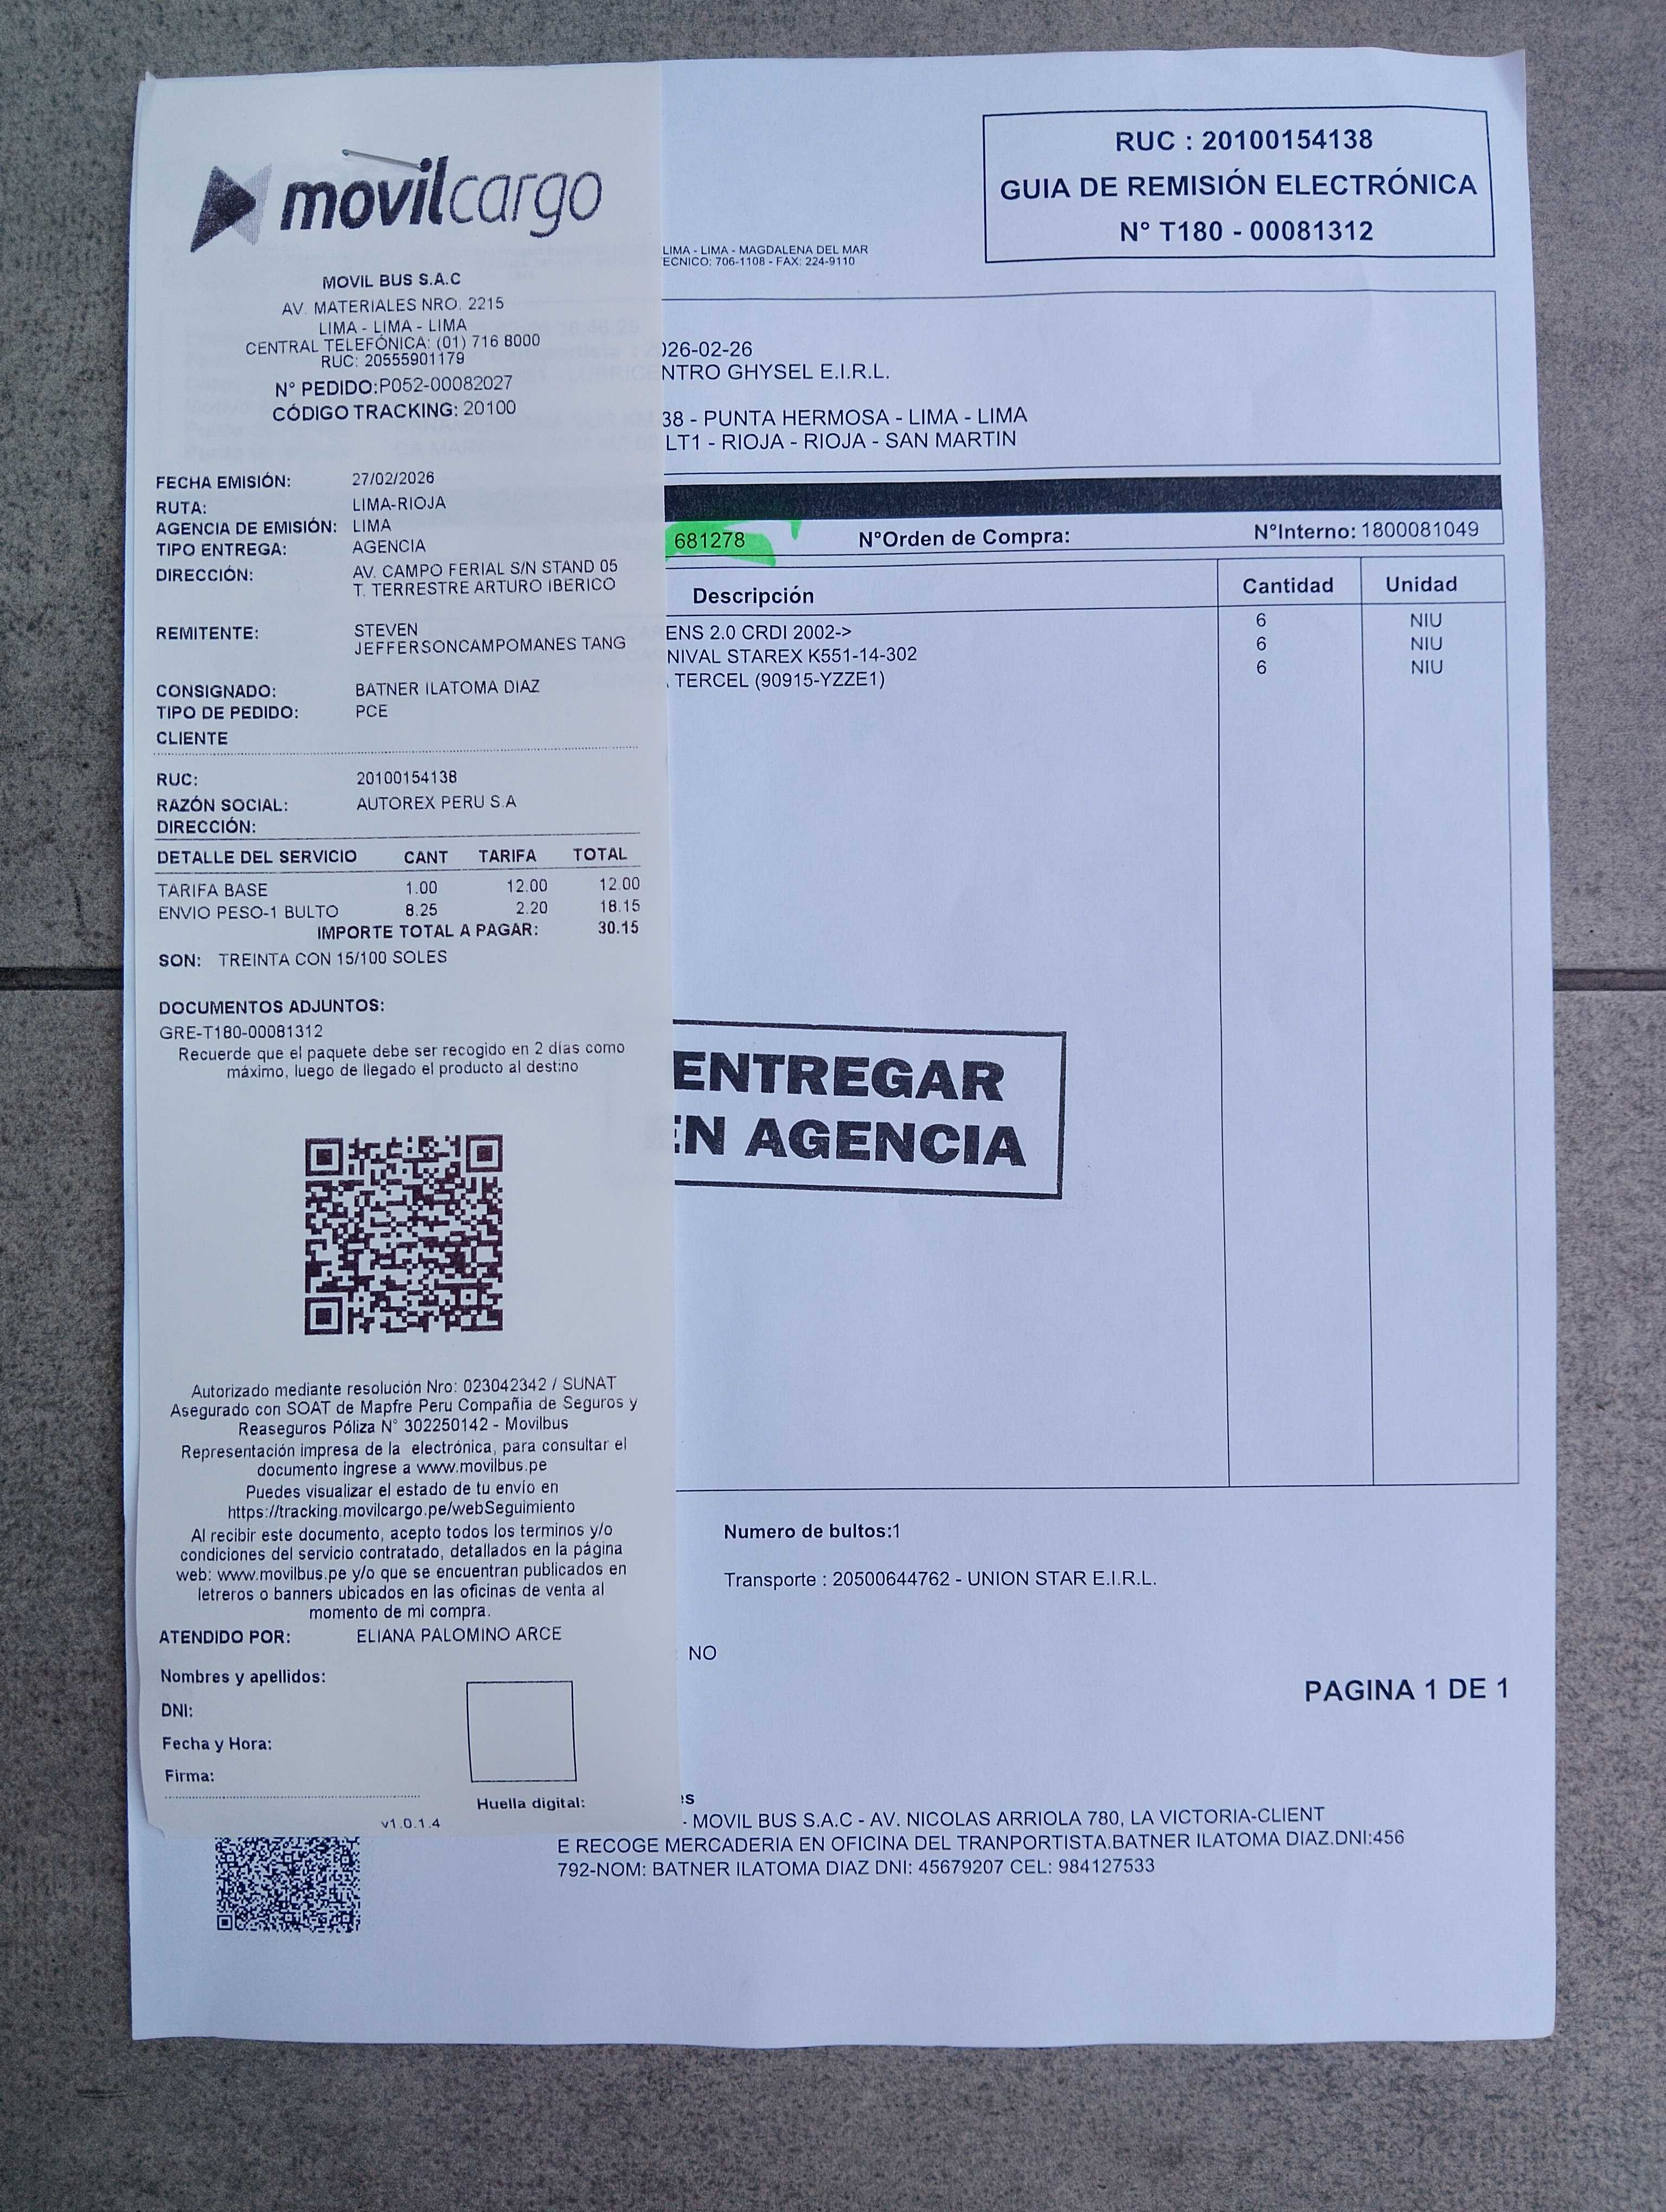 movilcargo
MOVIL BUS S.A.C
AV. MATERIALES NRO. 2215
LIMA - LIMA - LIMA
CENTRAL TELEFÓNICA: (01) 716 8000
RUC: 20555901179
N° PEDIDO:P052-00082027
CÓDIGO TRACKING: 20100
FECHA EMISIÓN: 27/02/2026
RUTA: LIMA-RIOJA
AGENCIA DE EMISIÓN: LIMA
TIPO ENTREGA: AGENCIA
DIRECCIÓN: AV. CAMPO FERIAL S/N STAND 05
T. TERRESTRE ARTURO IBERICO
REMITENTE: STEVEN
JEFFERSONCAMPOMANES TANG
CONSIGNADO: BATNER ILATOMA DIAZ
TIPO DE PEDIDO: PCE
CLIENTE
RUC: 20100154138
RAZÓN SOCIAL: AUTOREX PERU S.A
DIRECCIÓN:
DETALLE DEL SERVICIO CANT TARIFA TOTAL
TARIFA BASE 1.00 12.00 12.00
ENVIO PESO-1 BULTO 8.25 2.20 18.15
IMPORTE TOTAL A PAGAR: 30.15
SON: TREINTA CON 15/100 SOLES
DOCUMENTOS ADJUNTOS:
GRE-T180-00081312
Recuerde que el paquete debe ser recogido en 2 días como
máximo, luego de llegado el producto al destino
Autorizado mediante resolución Nro: 023042342 / SUNAT
Asegurado con SOAT de Mapfre Peru Compañia de Seguros y
Reaseguros Póliza N° 302250142 - Movilbus
Representación impresa de la electrónica, para consultar el
documento ingrese a www.movilbus.pe
Puedes visualizar el estado de tu envío en
https://tracking.movilcargo.pe/webSeguimiento
Al recibir este documento, acepto todos los terminos y/o
condiciones del servicio contratado, detallados en la página
web: www.movilbus.pe y/o que se encuentran publicados en
letreros o banners ubicados en las oficinas de venta al
momento de mi compra.
ATENDIDO POR: ELIANA PALOMINO ARCE
Nombres y apellidos:
DNI:
Fecha y Hora:
Firma:
Huella digital:
v1.0.1.4
RUC : 20100154138
GUIA DE REMISIÓN ELECTRÓNICA
N° T180 - 00081312
LIMA - LIMA - MAGDALENA DEL MAR
ECNICO: 706-1108 - FAX: 224-9110
026-02-26
NTRO GHYSEL E.I.R.L.
38 - PUNTA HERMOSA - LIMA - LIMA
LT1 - RIOJA - RIOJA - SAN MARTIN
681278 N°Orden de Compra: N°Interno: 1800081049
Descripción Cantidad Unidad
ENS 2.0 CRDI 2002-> 6 NIU
NIVAL STAREX K551-14-302 6 NIU
TERCEL (90915-YZZE1) 6 NIU
ENTREGAR
EN AGENCIA
Numero de bultos:1
Transporte : 20500644762 - UNION STAR E.I.R.L.
NO
PAGINA 1 DE 1
es
- MOVIL BUS S.A.C - AV. NICOLAS ARRIOLA 780, LA VICTORIA-CLIENT
E RECOGE MERCADERIA EN OFICINA DEL TRANPORTISTA.BATNER ILATOMA DIAZ.DNI:456
792-NOM: BATNER ILATOMA DIAZ DNI: 45679207 CEL: 984127533